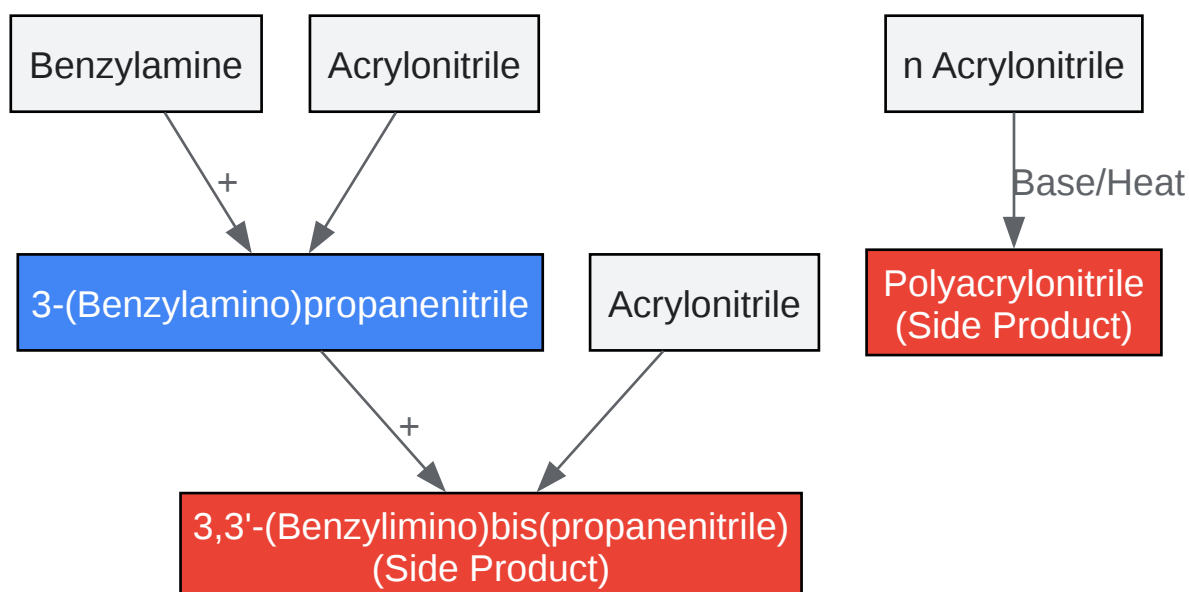 Benzylamine
Acrylonitrile
n Acrylonitrile
+
Base/Heat
3-(Benzylamino)propanenitrile
Acrylonitrile
Polyacrylonitrile
(Side Product)
+
3,3'-(Benzylimino)bis(propanenitrile)
(Side Product)